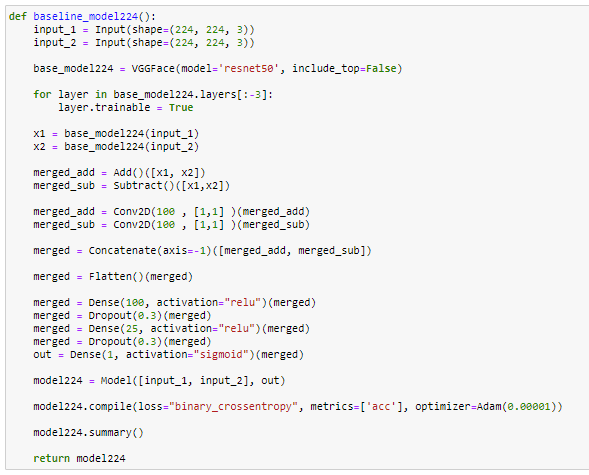 def baseline_model224():
    input_1 = Input(shape=(224, 224, 3))
    input_2 = Input(shape=(224, 224, 3))
    base_model224 = VGGFace(model='resnet50', include_top=False)
    for layer in base_model224.layers[:-3]:
        layer.trainable = True
    x1 = base_model224(input_1)
    x2 = base_model224(input_2)
    merged_add = Add()([x1, x2])
    merged_sub = Subtract()([x1,x2])
    merged_add = Conv2D(100 , [1,1] )(merged_add)
    merged_sub = Conv2D(100 , [1,1] )(merged_sub)
    merged = Concatenate(axis=-1)([merged_add, merged_sub])
    merged = Flatten()(merged)
    merged = Dense(100, activation="relu")(merged)
    merged = Dropout(0.3)(merged)
    merged = Dense(25, activation="relu")(merged)
    merged = Dropout(0.3)(merged)
    out = Dense(1, activation="sigmoid")(merged)
    model224 = Model([input_1, input_2], out)
    model224.compile(loss="binary_crossentropy", metrics=['acc'], optimizer=Adam(0.00001))
    model224.summary()
    return model224